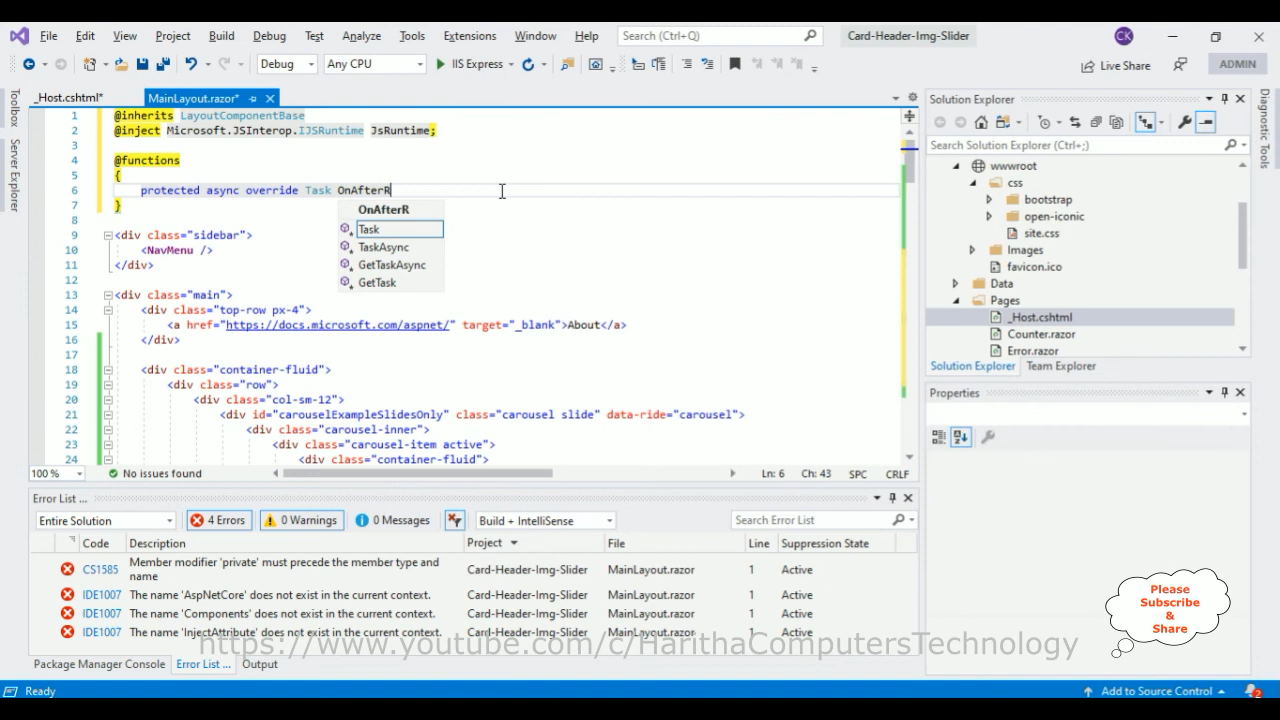 File Edit View Project Build Debug Test Analyze Tools Extensions Window Help Search (Ctrl+Q) Card-Header-Img-Slider CK
Debug Any CPU IIS Express Live Share ADMIN
Toolbox
Server Explorer
_Host.cshtml* MainLayout.razor*
1 @inherits LayoutComponentBase
2 @inject Microsoft.JSInterop.IJSRuntime JsRuntime;
3
4 @functions
5 {
6 protected async override Task OnAfterR
7 }
OnAfterR
Task
TaskAsync
GetTaskAsync
GetTask
8
9 <div class="sidebar">
10 <NavMenu />
11 </div>
12
13 <div class="main">
14 <div class="top-row px-4">
15 <a href="https://docs.microsoft.com/aspnet/" target="_blank">About</a>
16 </div>
17
18 <div class="container-fluid">
19 <div class="row">
20 <div class="col-sm-12">
21 <div id="carouselExampleSlidesOnly" class="carousel slide" data-ride="carousel">
22 <div class="carousel-inner">
23 <div class="carousel-item active">
24 <div class="container-fluid">
100 % No issues found Ln: 6 Ch: 43 SPC CRLF
Error List ...
Entire Solution 4 Errors 0 Warnings 0 Messages Build + IntelliSense Search Error List
Code Description Project File Line Suppression State
CS1585 Member modifier 'private' must precede the member type and name Card-Header-Img-Slider MainLayout.razor 1 Active
IDE1007 The name 'AspNetCore' does not exist in the current context. Card-Header-Img-Slider MainLayout.razor 1 Active
IDE1007 The name 'Components' does not exist in the current context. Card-Header-Img-Slider MainLayout.razor 1 Active
IDE1007 The name 'InjectAttribute' does not exist in the current context. Card-Header-Img-Slider MainLayout.razor 1 Active
https://www.youtube.com/c/HarithaComputersTechnology
Package Manager Console Error List ... Output
Ready Add to Source Control 2
Solution Explorer
Search Solution Explorer (Ctrl+;)
wwwroot
css
bootstrap
open-iconic
site.css
Images
favicon.ico
Data
Pages
_Host.cshtml
Counter.razor
Error.razor
Solution Explorer Team Explorer
Properties
Diagnostic Tools
Please
Subscribe
&
Share